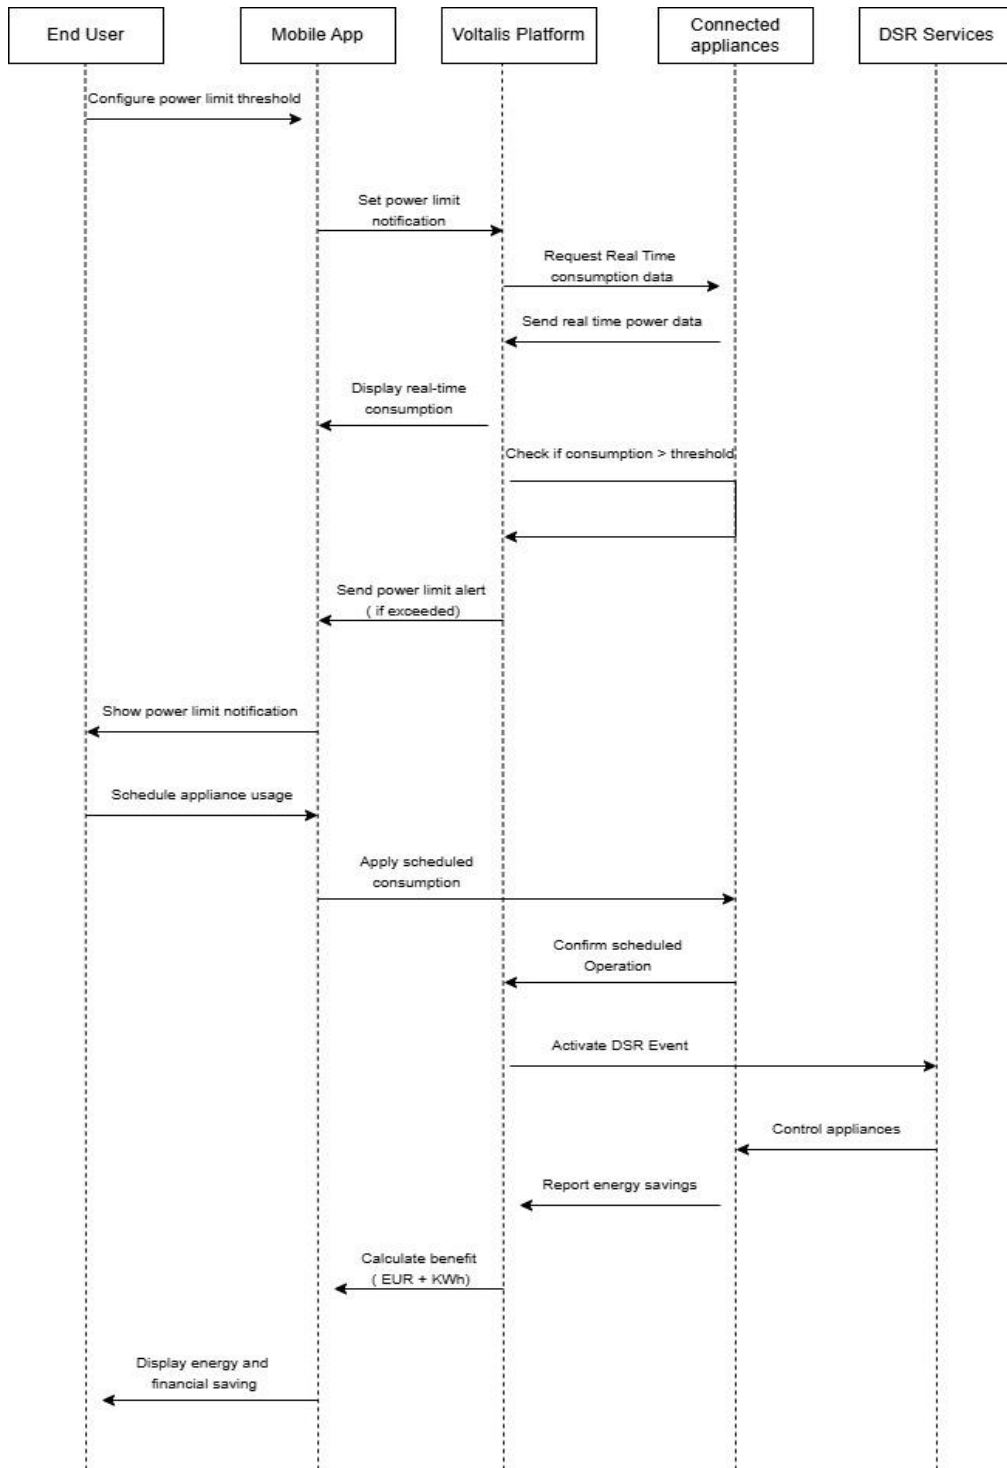 End User
Mobile App
Voltalis Platform
Connected
appliances
DSR Services
Configure power limit threshold
Set power limit
notification
Request Real Time
consumption data
Send real time power data
Display real-time
consumption
Check if consumption > threshold
Send power limit alert
( if exceeded)
Show power limit notification
Schedule appliance usage
Apply scheduled
consumption
Confirm scheduled
Operation
Activate DSR Event
Control appliances
Report energy savings
Calculate benefit
( EUR + KWh)
Display energy and
financial saving